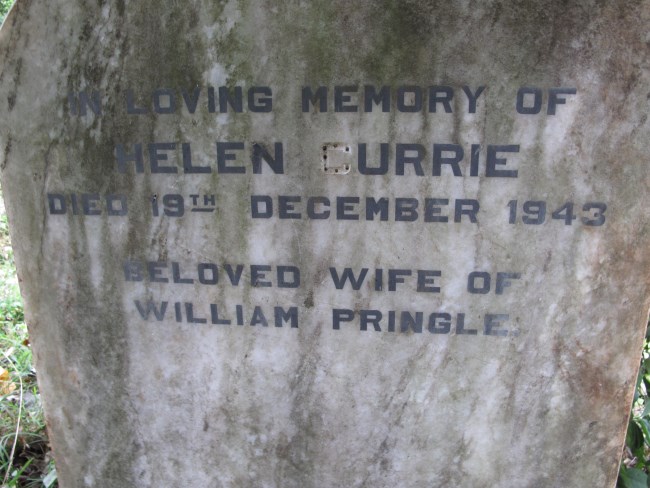 IN LOVING MEMORY OF
HELEN CURRIE
DIED 19TH DECEMBER 1943
BELOVED WIFE OF
WILLIAM PRINGLE.